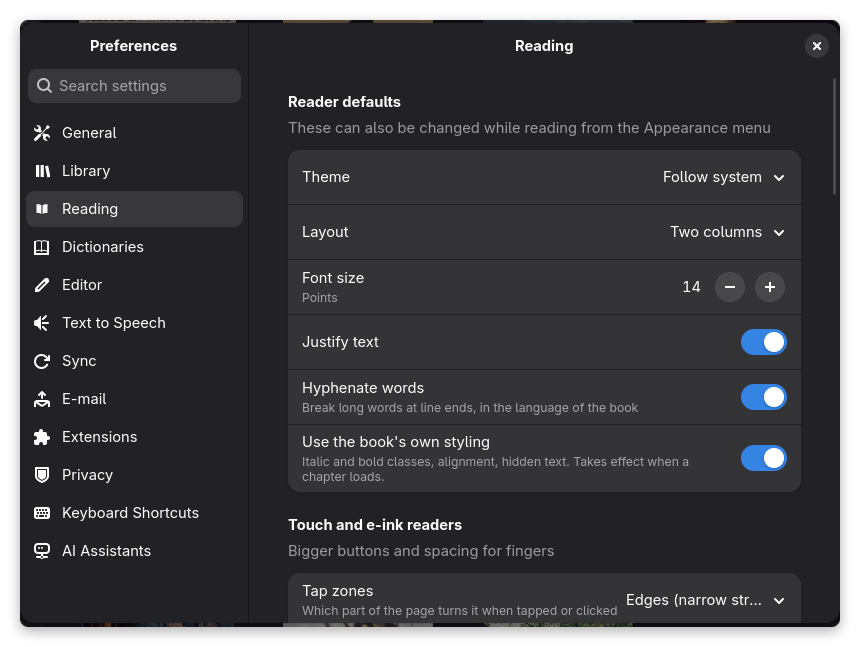 Preferences
Search settings
General
Library
Reading
Dictionaries
Editor
Text to Speech
Sync
E-mail
Extensions
Privacy
Keyboard Shortcuts
AI Assistants
Reading
Reader defaults
These can also be changed while reading from the Appearance menu
Theme
Follow system
Layout
Two columns
Font size
Points
14
Justify text
Hyphenate words
Break long words at line ends, in the language of the book
Use the book's own styling
Italic and bold classes, alignment, hidden text. Takes effect when a
chapter loads.
Touch and e-ink readers
Bigger buttons and spacing for fingers
Tap zones
Which part of the page turns it when tapped or clicked
Edges (narrow str...